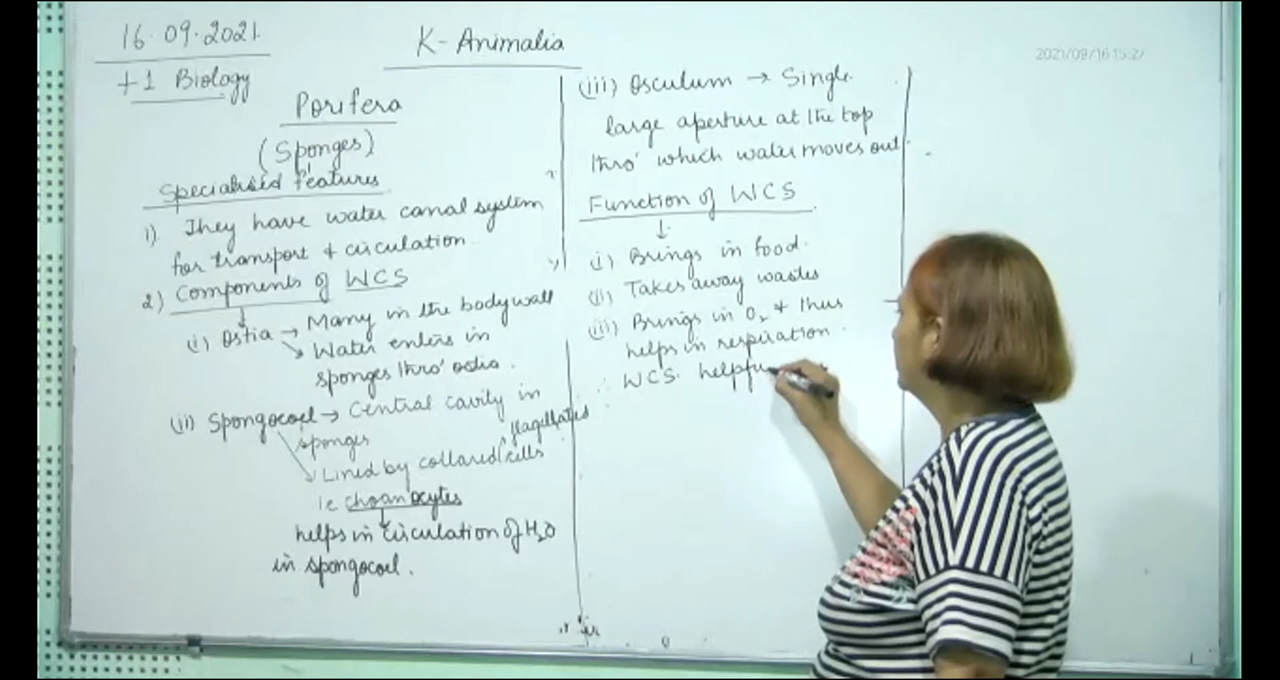 16.09.2021
+1 Biology
K- Animalia
2021/09/16 15:27
Porifera
(Sponges)
Specialised features
1). They have water canal system
for transport & circulation
2) Components of WCS
(i) Ostia → Many in the body wall
→ Water enters in
sponges thro' ostia.
(ii) Spongocoel → Central cavity in
sponges
flagellated
→ Lined by collared cells
ie choanocytes
helps in circulation of H2O
in spongocoel.
(iii) Osculum → Single
large aperture at the top
thro' which water moves out
Function of WCS
(i) Brings in food.
(ii) Takes away wastes
(iii) Brings in O2 & thus
helps in respiration.
∴ WCS helpfu